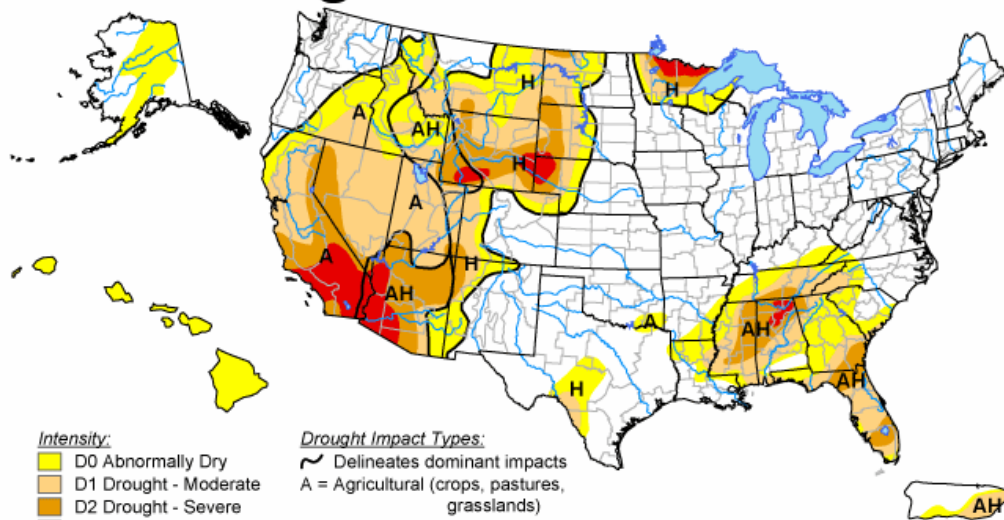 A
AH
H
H
H
A
A
H
AH
A
AH
H
AH
AH
Intensity:
D0 Abnormally Dry
D1 Drought - Moderate
D2 Drought - Severe
Drought Impact Types:
Delineates dominant impacts
A = Agricultural (crops, pastures,
grasslands)